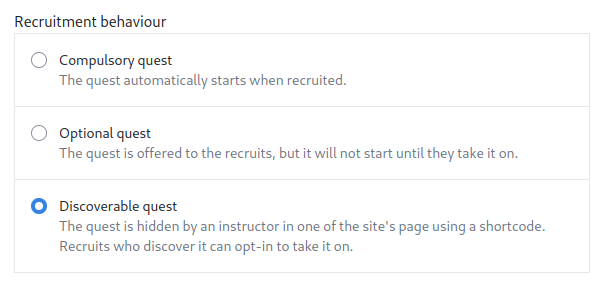 Recruitment behaviour
Compulsory quest
The quest automatically starts when recruited.
Optional quest
The quest is offered to the recruits, but it will not start until they take it on.
Discoverable quest
The quest is hidden by an instructor in one of the site's page using a shortcode.
Recruits who discover it can opt-in to take it on.